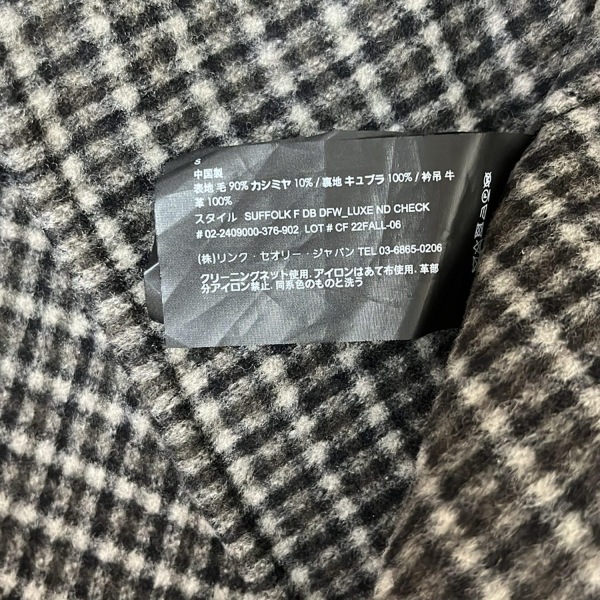 S
中国製
表地 毛 90% カシミヤ 10% / 裏地 キュプラ 100% / 衿吊 牛
革 100%
スタイル SUFFOLK F DB DFW_LUXE ND CHECK
# 02-2409000-376-902 LOT # CF 22FALL-06
(株)リンク・セオリー・ジャパン TEL 03-6865-0206
クリーニングネット使用. アイロンはあて布使用. 革部
分アイロン禁止. 同系色のものと洗う